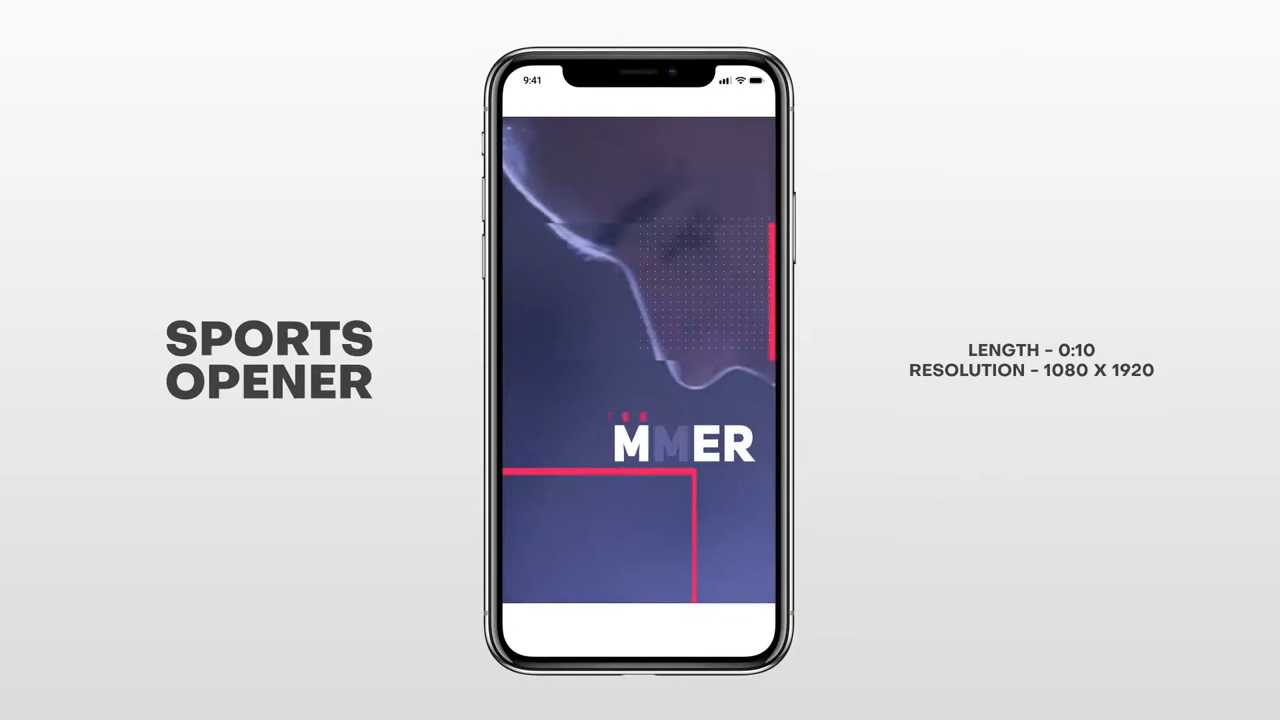 9:41
SPORTS
OPENER
LENGTH - 0:10
RESOLUTION - 1080 X 1920
MMER